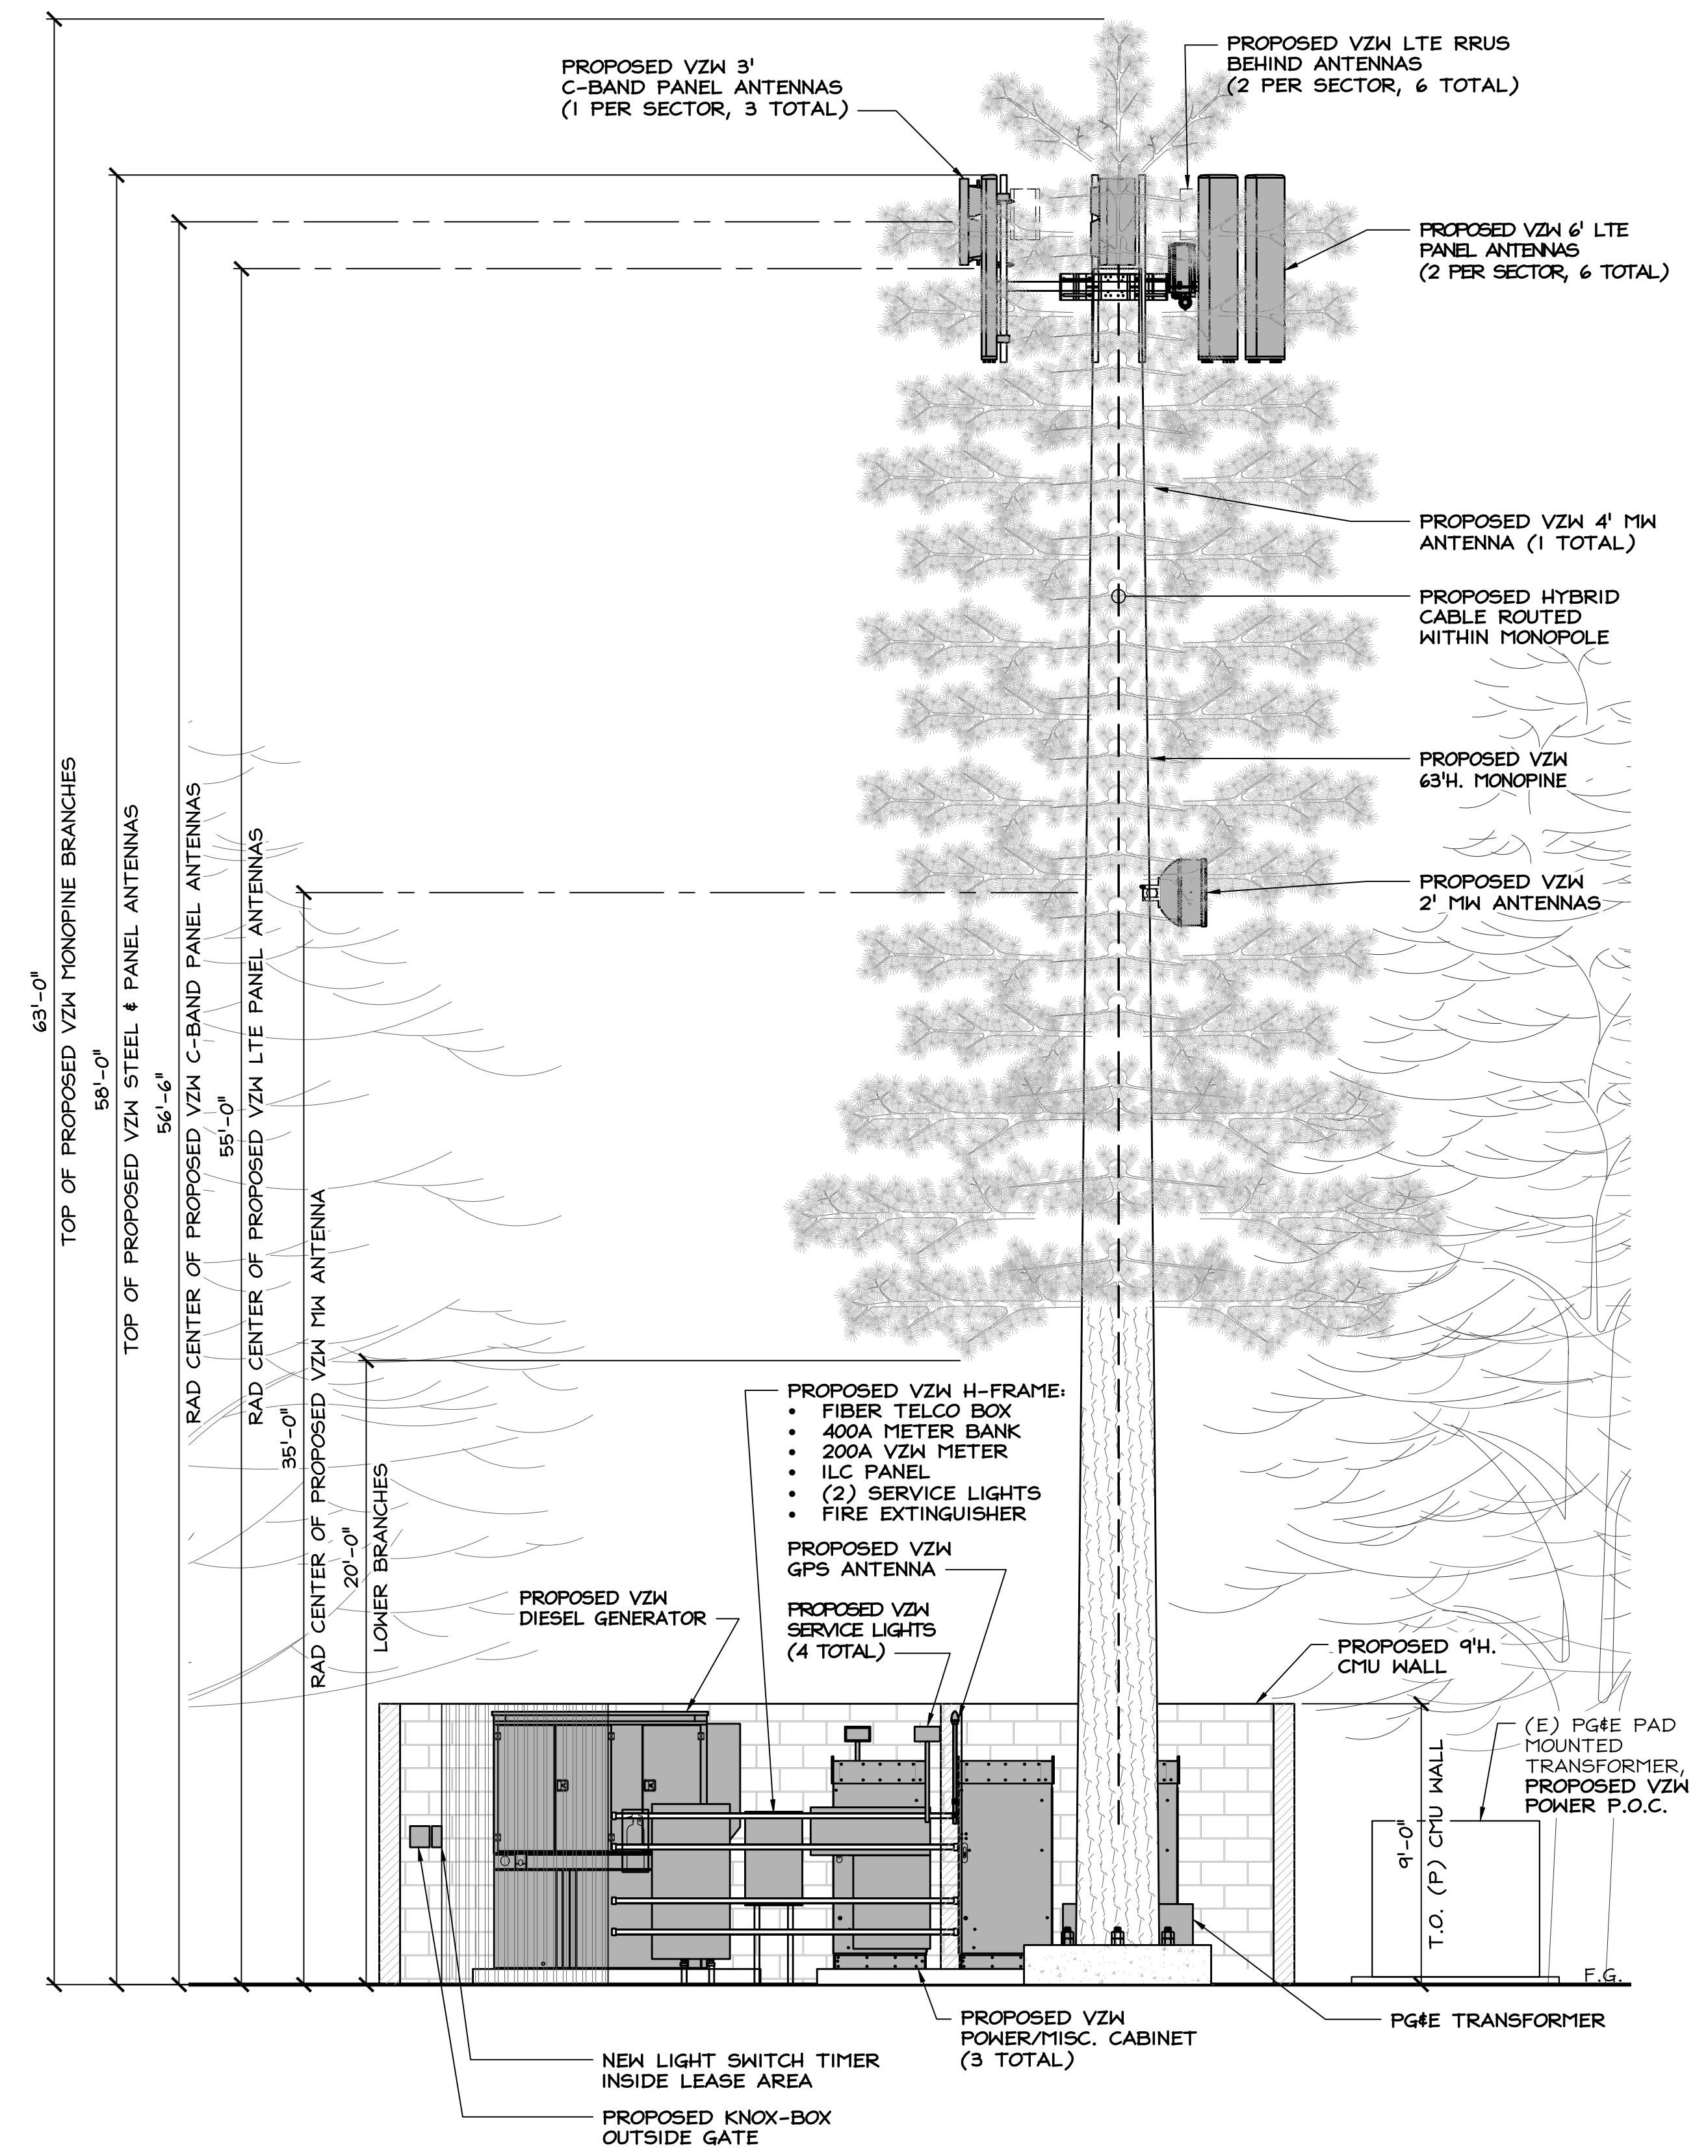 PROPOSED VZW 3'
C-BAND PANEL ANTENNAS
(1 PER SECTOR, 3 TOTAL)
PROPOSED VZW LTE RRUS
BEHIND ANTENNAS
(2 PER SECTOR, 6 TOTAL)
PROPOSED VZW 6' LTE
PANEL ANTENNAS
(2 PER SECTOR, 6 TOTAL)
PROPOSED VZW 4' MW
ANTENNA (1 TOTAL)
PROPOSED HYBRID
CABLE ROUTED
WITHIN MONOPOLE
PROPOSED VZW
63'H. MONOPINE
PROPOSED VZW
2' MW ANTENNAS
63'-0"
TOP OF PROPOSED VZW MONOPINE BRANCHES
58'-0"
TOP OF PROPOSED VZW STEEL & PANEL ANTENNAS
56'-6"
RAD CENTER OF PROPOSED VZW C-BAND PANEL ANTENNAS
55'-0"
RAD CENTER OF PROPOSED VZW LTE PANEL ANTENNAS
35'-0"
RAD CENTER OF PROPOSED VZW MW ANTENNA
20'-0"
LOWER BRANCHES
PROPOSED VZW H-FRAME:
• FIBER TELCO BOX
• 400A METER BANK
• 200A VZW METER
• ILC PANEL
• (2) SERVICE LIGHTS
• FIRE EXTINGUISHER
PROPOSED VZW
GPS ANTENNA
PROPOSED VZW
SERVICE LIGHTS
(4 TOTAL)
PROPOSED VZW
DIESEL GENERATOR
PROPOSED 9'H.
CMU WALL
(E) PG&E PAD
MOUNTED
TRANSFORMER,
PROPOSED VZW
POWER P.O.C.
9'-0"
T.O. (P) CMU WALL
F.G.
PG&E TRANSFORMER
PROPOSED VZW
POWER/MISC. CABINET
(3 TOTAL)
NEW LIGHT SWITCH TIMER
INSIDE LEASE AREA
PROPOSED KNOX-BOX
OUTSIDE GATE